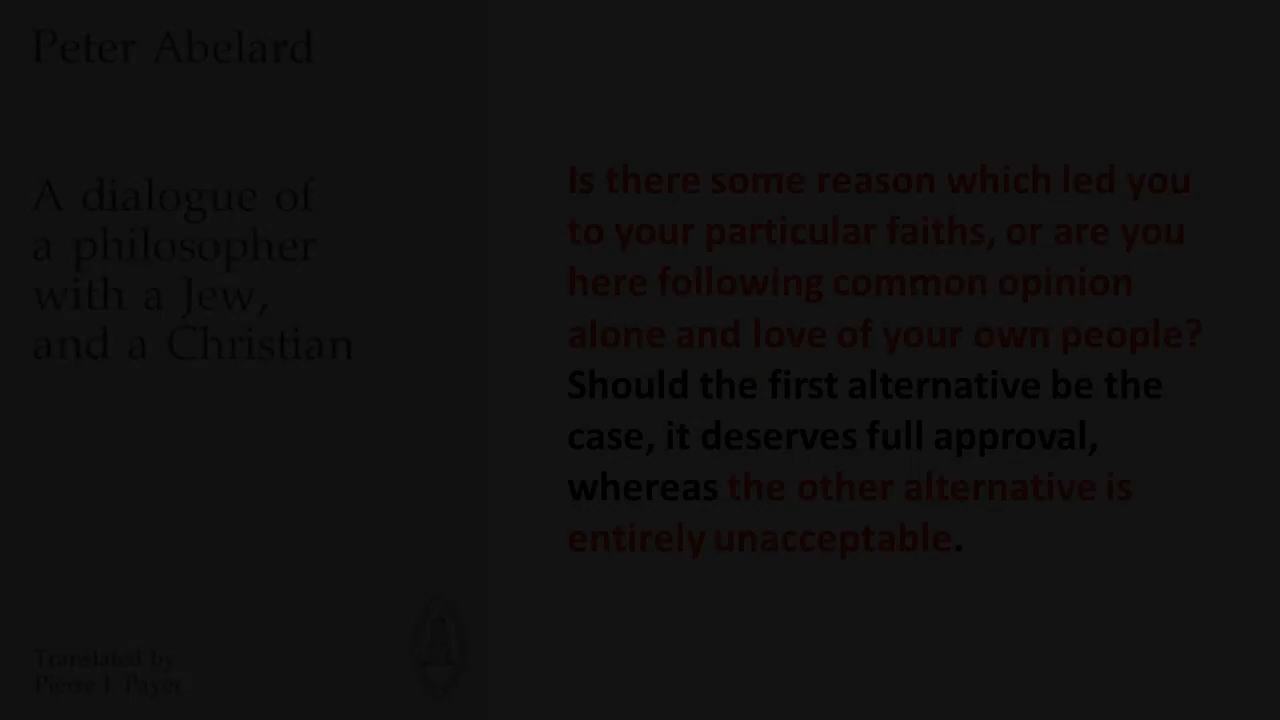 Peter Abelard
A dialogue of
a philosopher
with a Jew,
and a Christian
Translated by
Pierre J. Payer
Is there some reason which led you
to your particular faiths, or are you
here following common opinion
alone and love of your own people?
Should the first alternative be the
case, it deserves full approval,
whereas the other alternative is
entirely unacceptable.